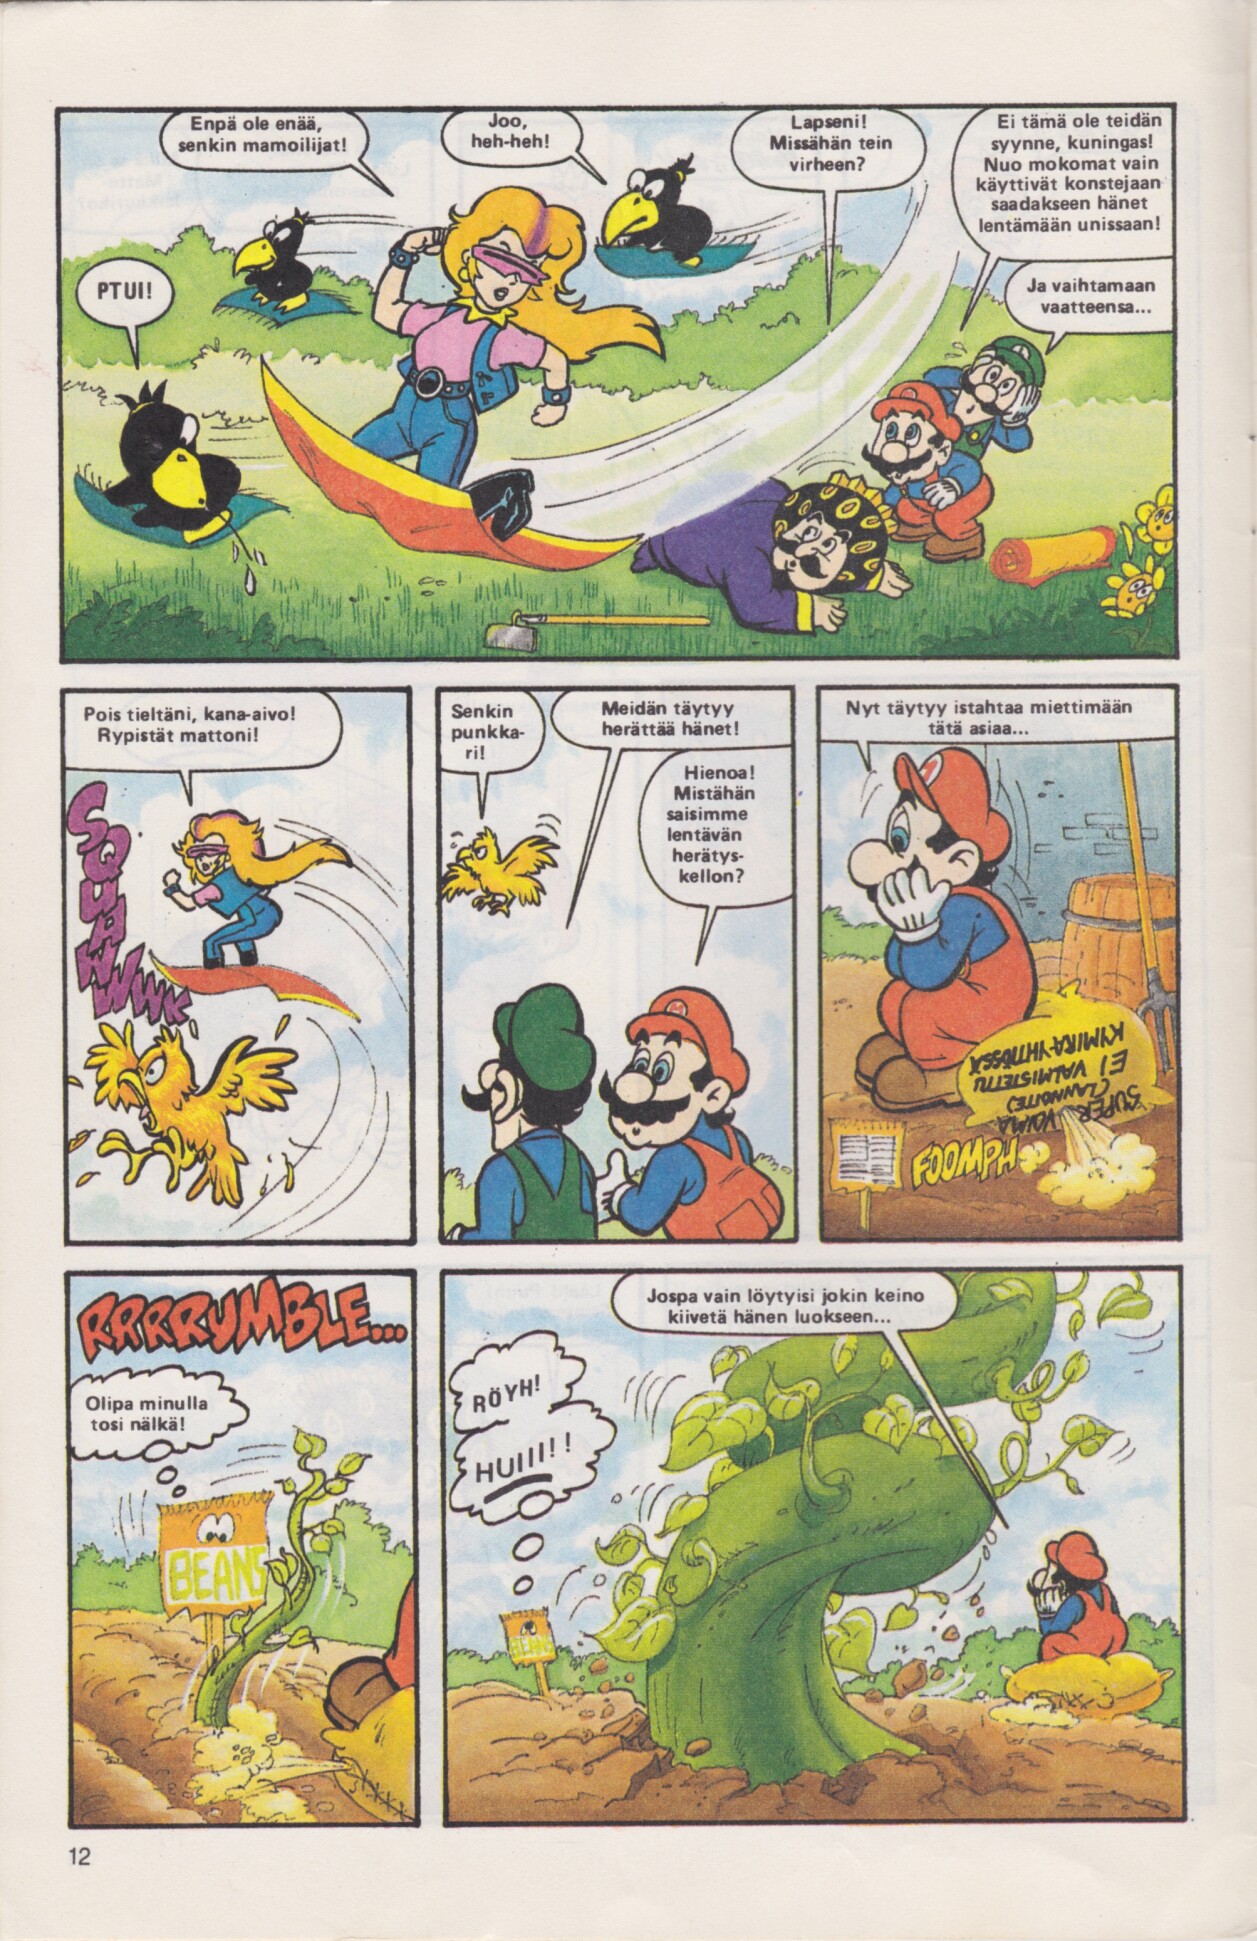 Enpä ole enää,
senkin mamoilijat!
Joo,
heh-heh!
Lapseni!
Missähän tein
virheen?
Ei tämä ole teidän
syynne, kuningas!
Nuo mokomat vain
käyttivät konstejaan
saadakseen hänet
lentämään unissaan!
Ja vaihtamaan
vaatteensa...
PTUI!
Pois tieltäni, kana-aivo!
Rypistät mattoni!
SQUAWWWK
Senkin
punkka-
ri!
Meidän täytyy
herättää hänet!
Hienoa!
Mistähän
saisimme
lentävän
herätys-
kellon?
Nyt täytyy istahtaa miettimään
tätä asiaa...
M
SUPER VOIMA
(LANNOITE)
EI VALMISTETTU
KYMIRA-YHTIÖSSÄ
FOOMPH
RRRRUMBLE...
Olipa minulla
tosi nälkä!
BEANS
Jospa vain löytyisi jokin keino
kiivetä hänen luokseen...
RÖYH!
HUIII!!
BEANS
12